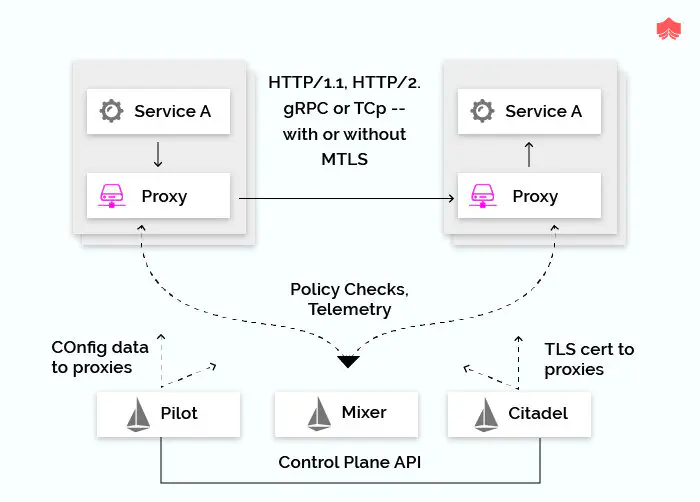 HTTP/1.1, HTTP/2.
gRPC or TCp --
with or without
MTLS
Service A
Proxy
Service A
Proxy
Policy Checks,
Telemetry
COnfig data
to proxies
TLS cert to
proxies
Pilot
Mixer
Citadel
Control Plane API